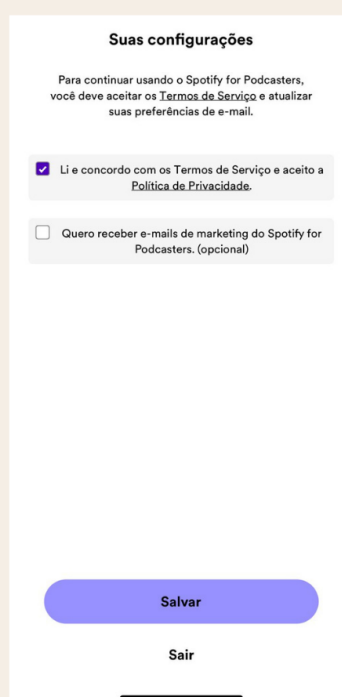 Suas configurações
Para continuar usando o Spotify for Podcasters,
você deve aceitar os Termos de Serviço e atualizar
suas preferências de e-mail.
Li e concordo com os Termos de Serviço e aceito a
Política de Privacidade.
Quero receber e-mails de marketing do Spotify for
Podcasters. (opcional)
Salvar
Sair